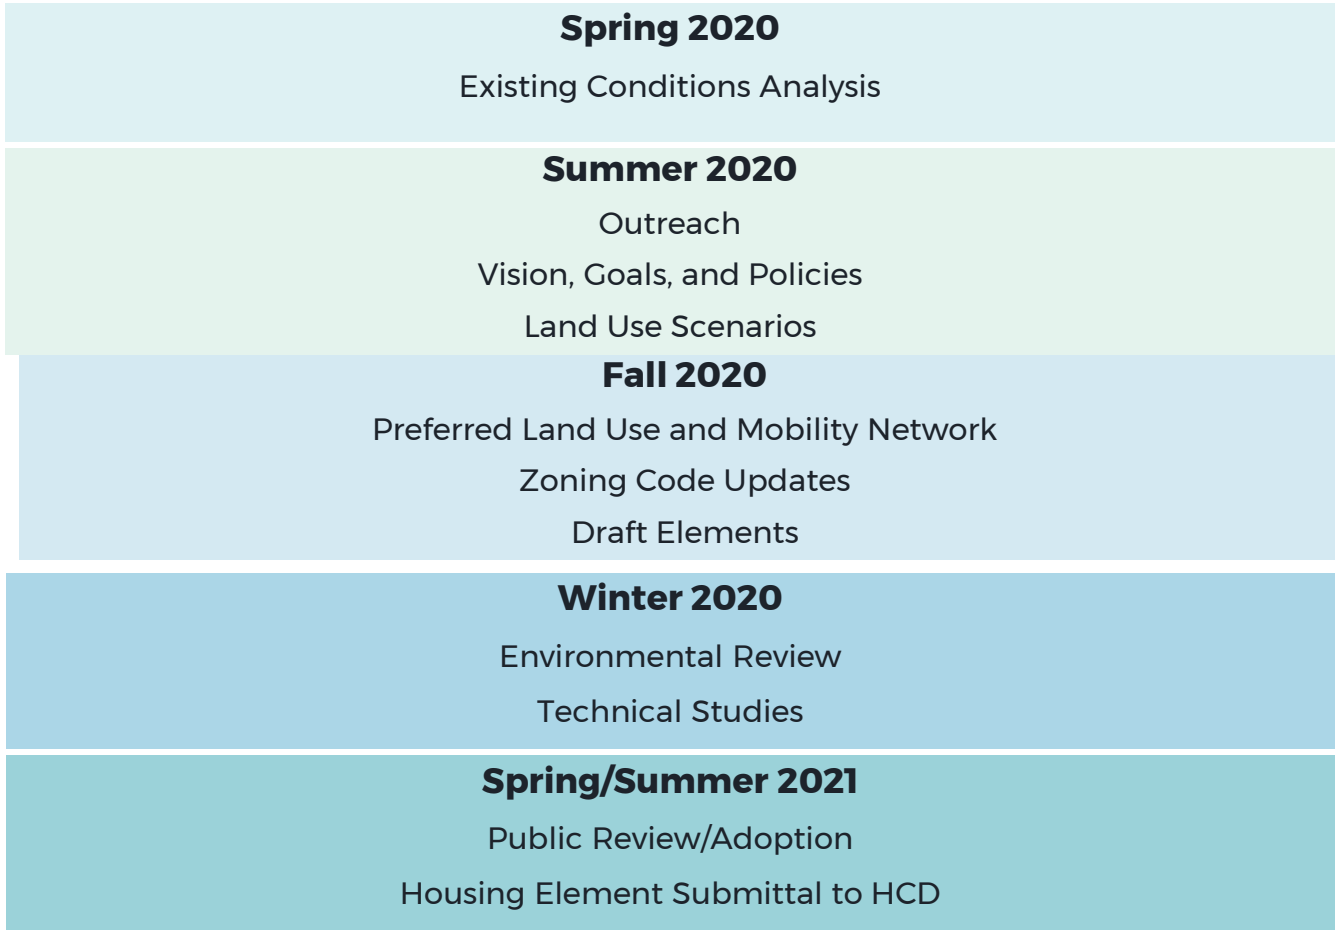 Spring 2020
Existing Conditions Analysis
Summer 2020
Outreach
Vision, Goals, and Policies
Land Use Scenarios
Fall 2020
Preferred Land Use and Mobility Network
Zoning Code Updates
Draft Elements
Winter 2020
Environmental Review
Technical Studies
Spring/Summer 2021
Public Review/Adoption
Housing Element Submittal to HCD